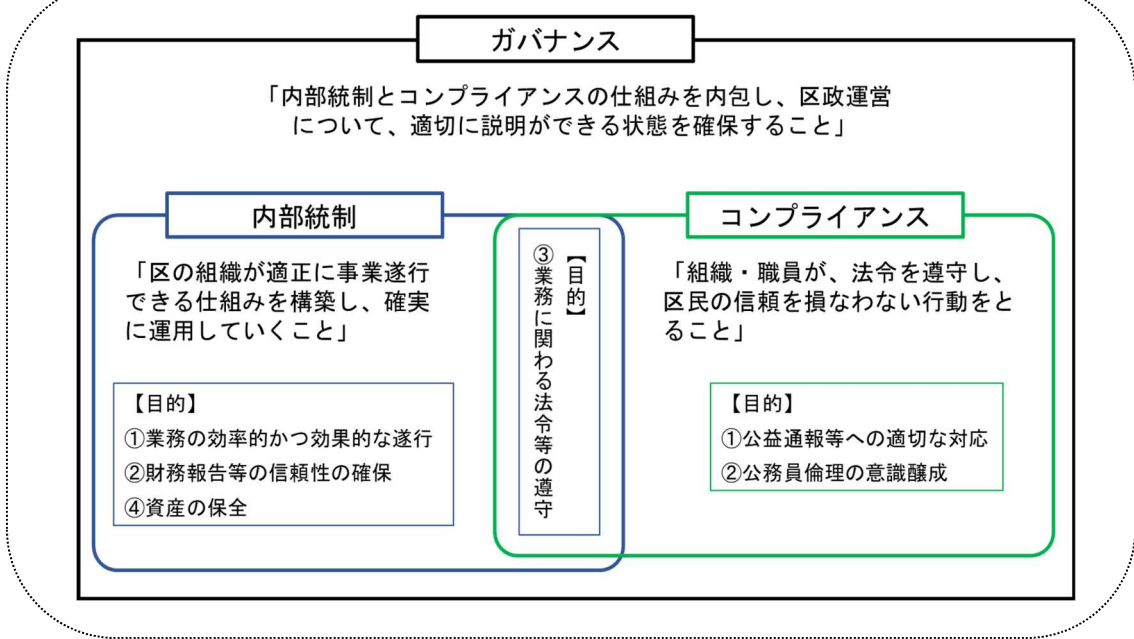 ガバナンス
「内部統制とコンプライアンスの仕組みを内包し、区政運営
について、適切に説明ができる状態を確保すること」
内部統制
「区の組織が適正に事業遂行
できる仕組みを構築し、確実
に運用していくこと」
【目的】
①業務の効率的かつ効果的な遂行
②財務報告等の信頼性の確保
④資産の保全
【目的】
③業務に関わる法令等の遵守
コンプライアンス
「組織・職員が、法令を遵守し、
区民の信頼を損なわない行動をと
ること」
【目的】
①公益通報等への適切な対応
②公務員倫理の意識醸成